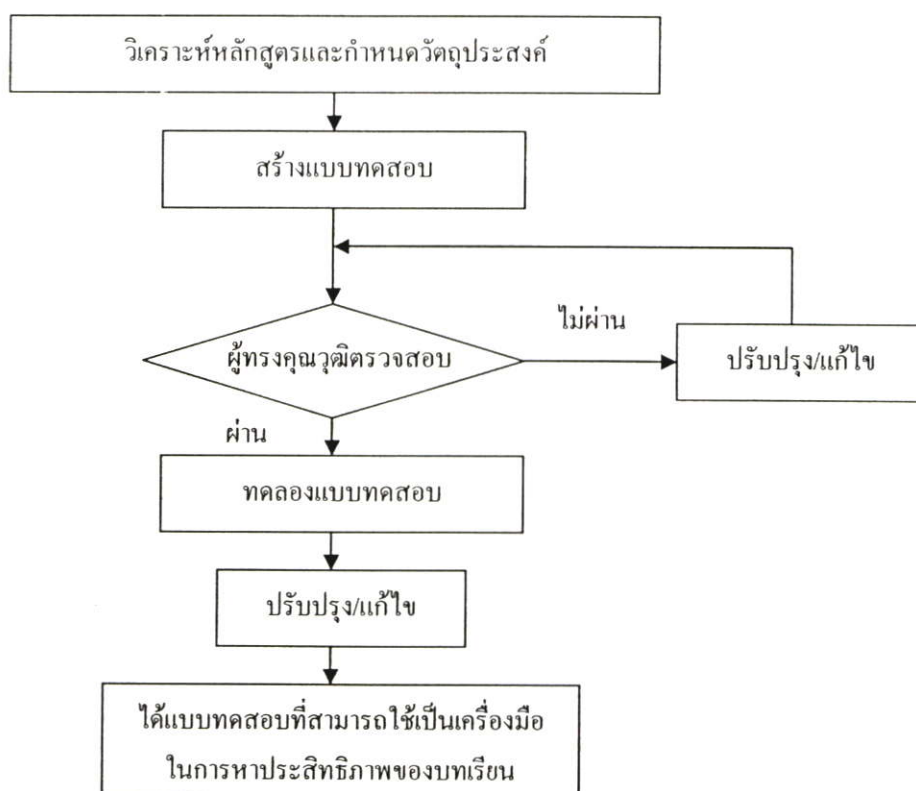 วิเคราะห์หลักสูตรและกำหนดวัตถุประสงค์
สร้างแบบทดสอบ
ผู้ทรงคุณวุฒิตรวจสอบ
ไม่ผ่าน
ปรับปรุง/แก้ไข
ผ่าน
ทดลองแบบทดสอบ
ปรับปรุง/แก้ไข
ได้แบบทดสอบที่สามารถใช้เป็นเครื่องมือ
ในการหาประสิทธิภาพของบทเรียน